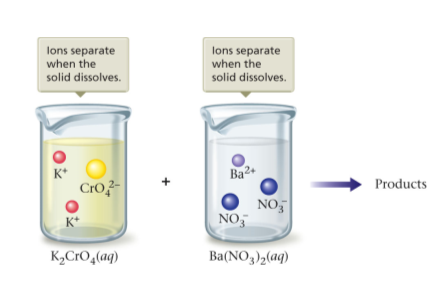 Ions separate
when the
solid dissolves.
Ions separate
when the
solid dissolves.
K⁺
CrO₄²⁻
K⁺
+
Ba²⁺
NO₃⁻
NO₃⁻
Products
K₂CrO₄(aq)
Ba(NO₃)₂(aq)